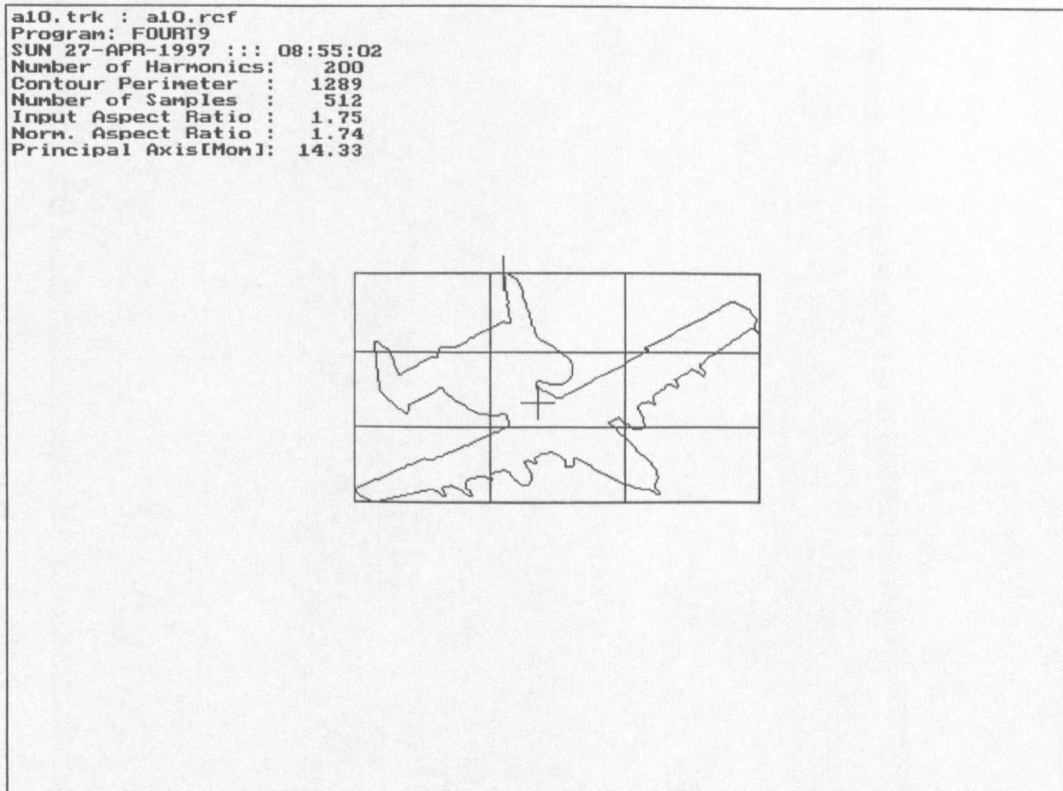 a10.trk : a10.rcf
Program: FOURT9
SUN 27-APR-1997 ::: 08:55:02
Number of Harmonics: 200
Contour Perimeter : 1289
Number of Samples : 512
Input Aspect Ratio : 1.75
Norm. Aspect Ratio : 1.74
Principal Axis[Mom]: 14.33